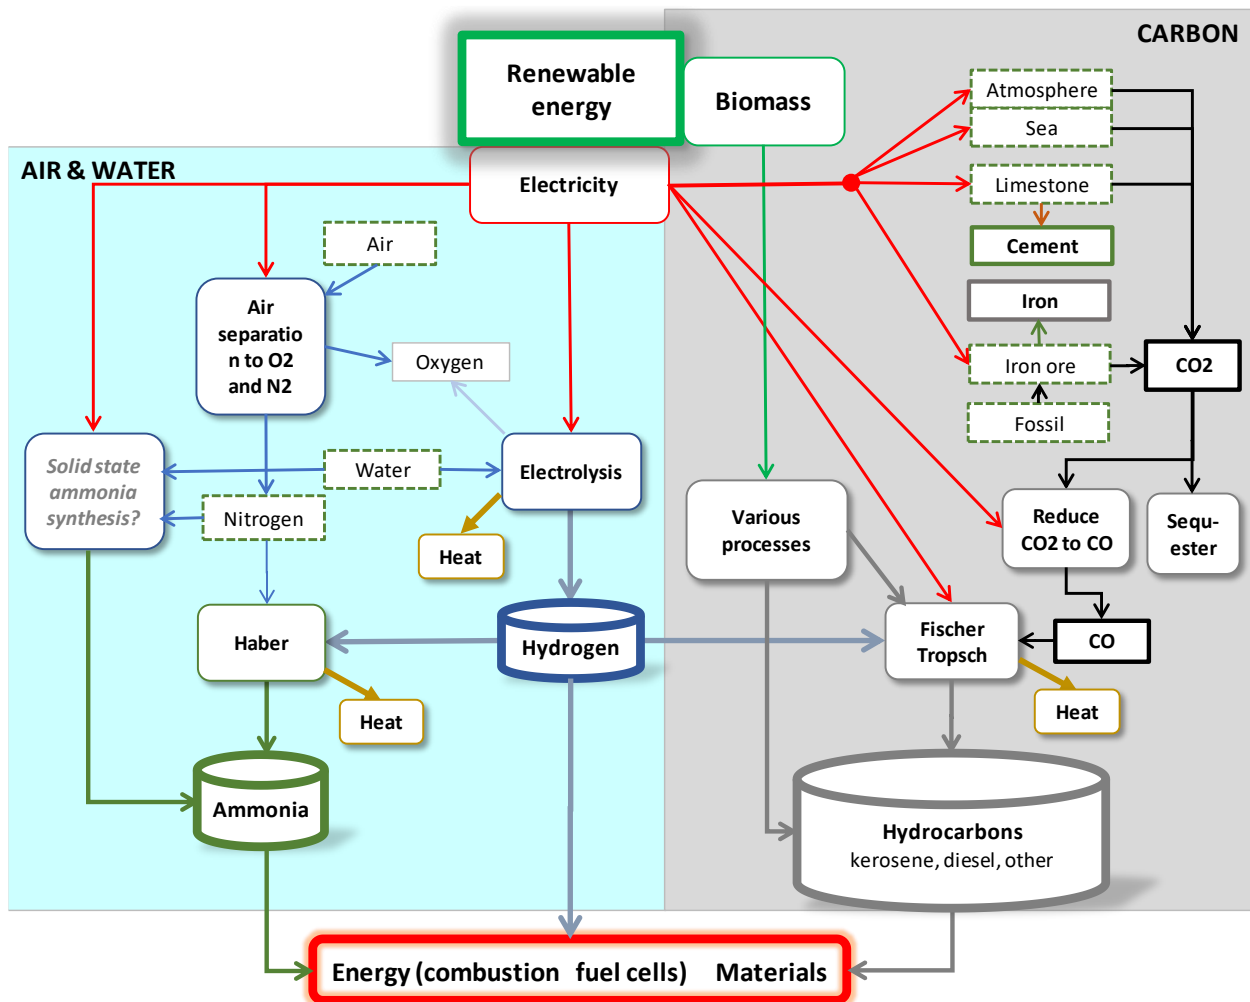 CARBON
Renewable
energy
Biomass
Atmosphere
Sea
AIR & WATER
Electricity
Limestone
Air
Cement
Iron
Air
separatio
n to O2
and N2
Oxygen
Iron ore
CO2
Fossil
Solid state
ammonia
synthesis?
Water
Electrolysis
Nitrogen
Various
processes
Reduce
CO2 to CO
Sequ-
ester
Heat
Haber
Hydrogen
Fischer
Tropsch
CO
Heat
Heat
Ammonia
Hydrocarbons
kerosene, diesel, other
Energy (combustion fuel cells) Materials